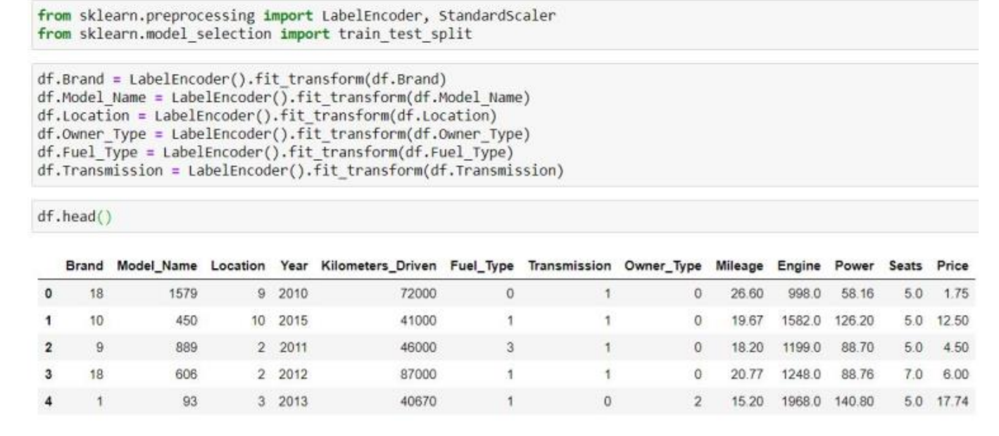 from sklearn.preprocessing import LabelEncoder, StandardScaler
from sklearn.model_selection import train_test_split
df.Brand = LabelEncoder().fit_transform(df.Brand)
df.Model_Name = LabelEncoder().fit_transform(df.Model_Name)
df.Location = LabelEncoder().fit_transform(df.Location)
df.Owner_Type = LabelEncoder().fit_transform(df.Owner_Type)
df.Fuel_Type = LabelEncoder().fit_transform(df.Fuel_Type)
df.Transmission = LabelEncoder().fit_transform(df.Transmission)
df.head()
Brand Model_Name Location Year Kilometers_Driven Fuel_Type Transmission Owner_Type Mileage Engine Power Seats Price
0 18 1579 9 2010 72000 0 1 0 26.60 998.0 58.16 5.0 1.75
1 10 450 10 2015 41000 1 1 0 19.67 1582.0 126.20 5.0 12.50
2 9 889 2 2011 46000 3 1 0 18.20 1199.0 88.70 5.0 4.50
3 18 606 2 2012 87000 1 1 0 20.77 1248.0 88.76 7.0 6.00
4 1 93 3 2013 40670 1 0 2 15.20 1968.0 140.80 5.0 17.74